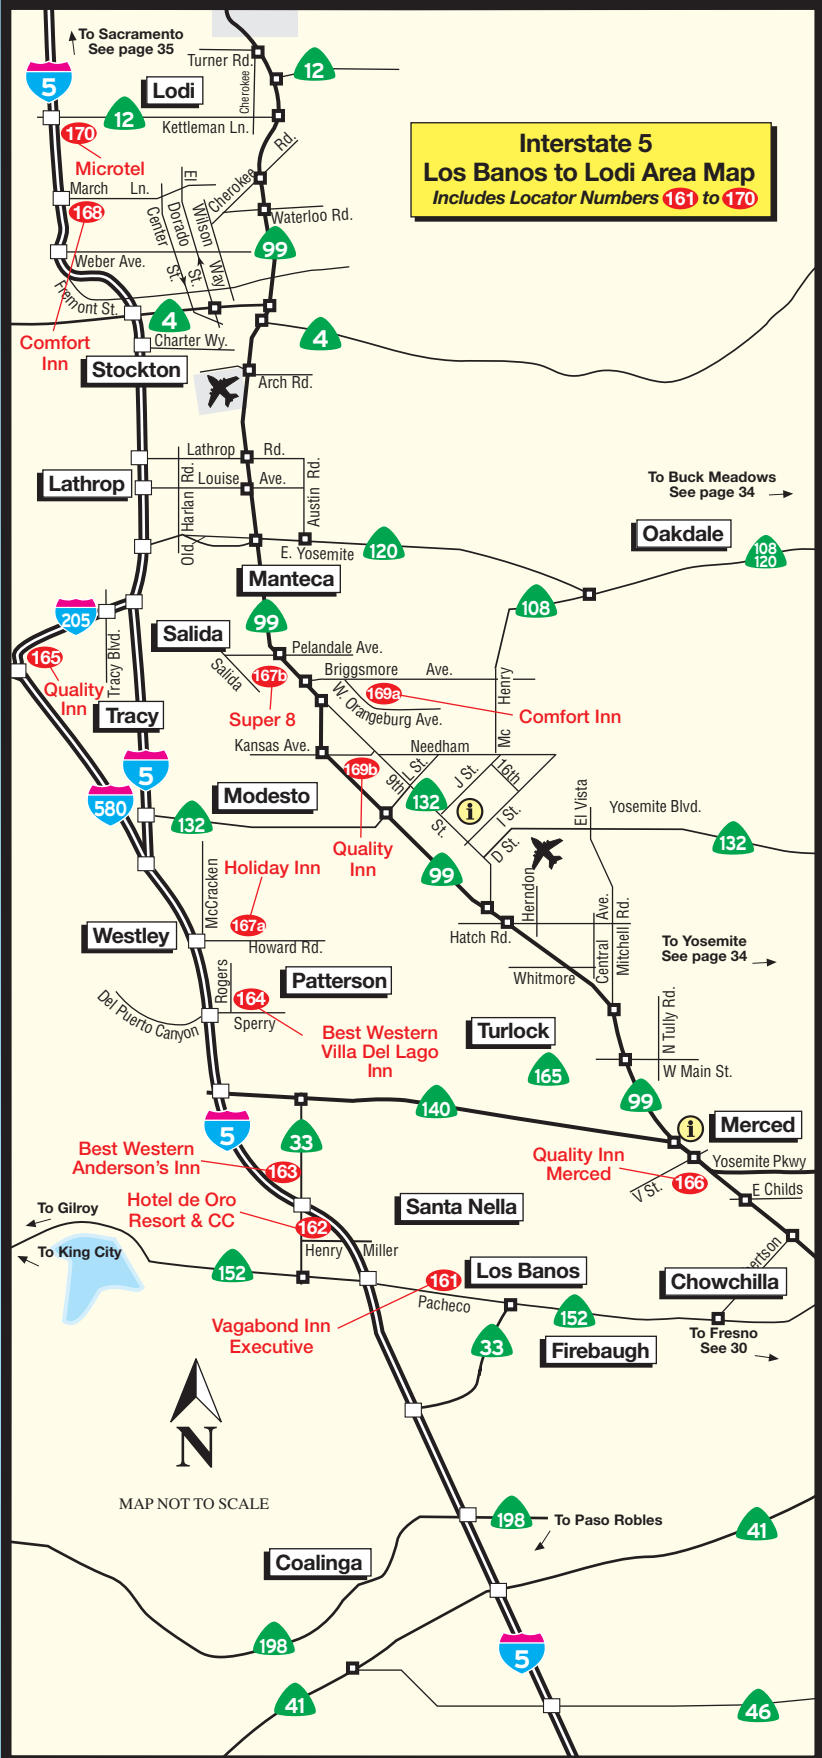 To Sacramento
See page 35
5
Turner Rd.
12
Lodi
Cherokee
12
Kettleman Ln.
170
Microtel
Interstate 5
Los Banos to Lodi Area Map
Includes Locator Numbers 161 to 170
Rd.
Cherokee
March Ln.
El
Dorado
St.
Center
St.
Wilson
Way
168
Waterloo Rd.
99
Weber Ave.
Fremont St.
4
4
Comfort
Inn
Charter Wy.
Stockton
Arch Rd.
Lathrop Rd.
Lathrop
Louise Ave.
Old Harlan Rd.
Austin Rd.
To Buck Meadows
See page 34
Oakdale
108
120
E. Yosemite
120
Manteca
108
205
99
Tracy Blvd.
Salida
Pelandale Ave.
165
Salida
167b
Briggsmore Ave.
Mc Henry
169a
W. Orangeburg Ave.
Quality
Inn
Super 8
Comfort Inn
Tracy
Kansas Ave.
Needham
5
169b
9th
St.
L St.
J St.
16th
I St.
D St.
i
580
Modesto
132
132
El Vista
Yosemite Blvd.
132
Quality
Inn
McCracken
Holiday Inn
99
167a
Herndon
Central
Ave.
Mitchell Rd.
Westley
Howard Rd.
Hatch Rd.
To Yosemite
See page 34
Rogers
Patterson
Whitmore
164
Del Puerto Canyon
Sperry
N Tully Rd.
Best Western
Villa Del Lago
Inn
Turlock
165
W Main St.
140
99
5
33
i
Merced
Best Western
Anderson's Inn
163
Quality Inn
Merced
Yosemite Pkwy
166
V St.
E Childs
Hotel de Oro
Resort & CC
162
Santa Nella
To Gilroy
To King City
Henry Miller
152
161
Los Banos
ertson
Chowchilla
Pacheco
152
Vagabond Inn
Executive
33
Firebaugh
To Fresno
See 30
N
MAP NOT TO SCALE
198
To Paso Robles
41
Coalinga
198
5
41
46